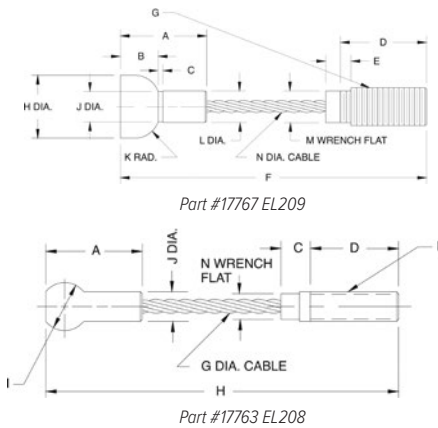 G
A
D
B
C
E
H DIA.
J DIA.
K RAD.
L DIA.
M WRENCH FLAT
N DIA. CABLE
F
Part #17767 EL209
A
J DIA.
N WRENCH
FLAT
C
D
I
G DIA. CABLE
H
Part #17763 EL208